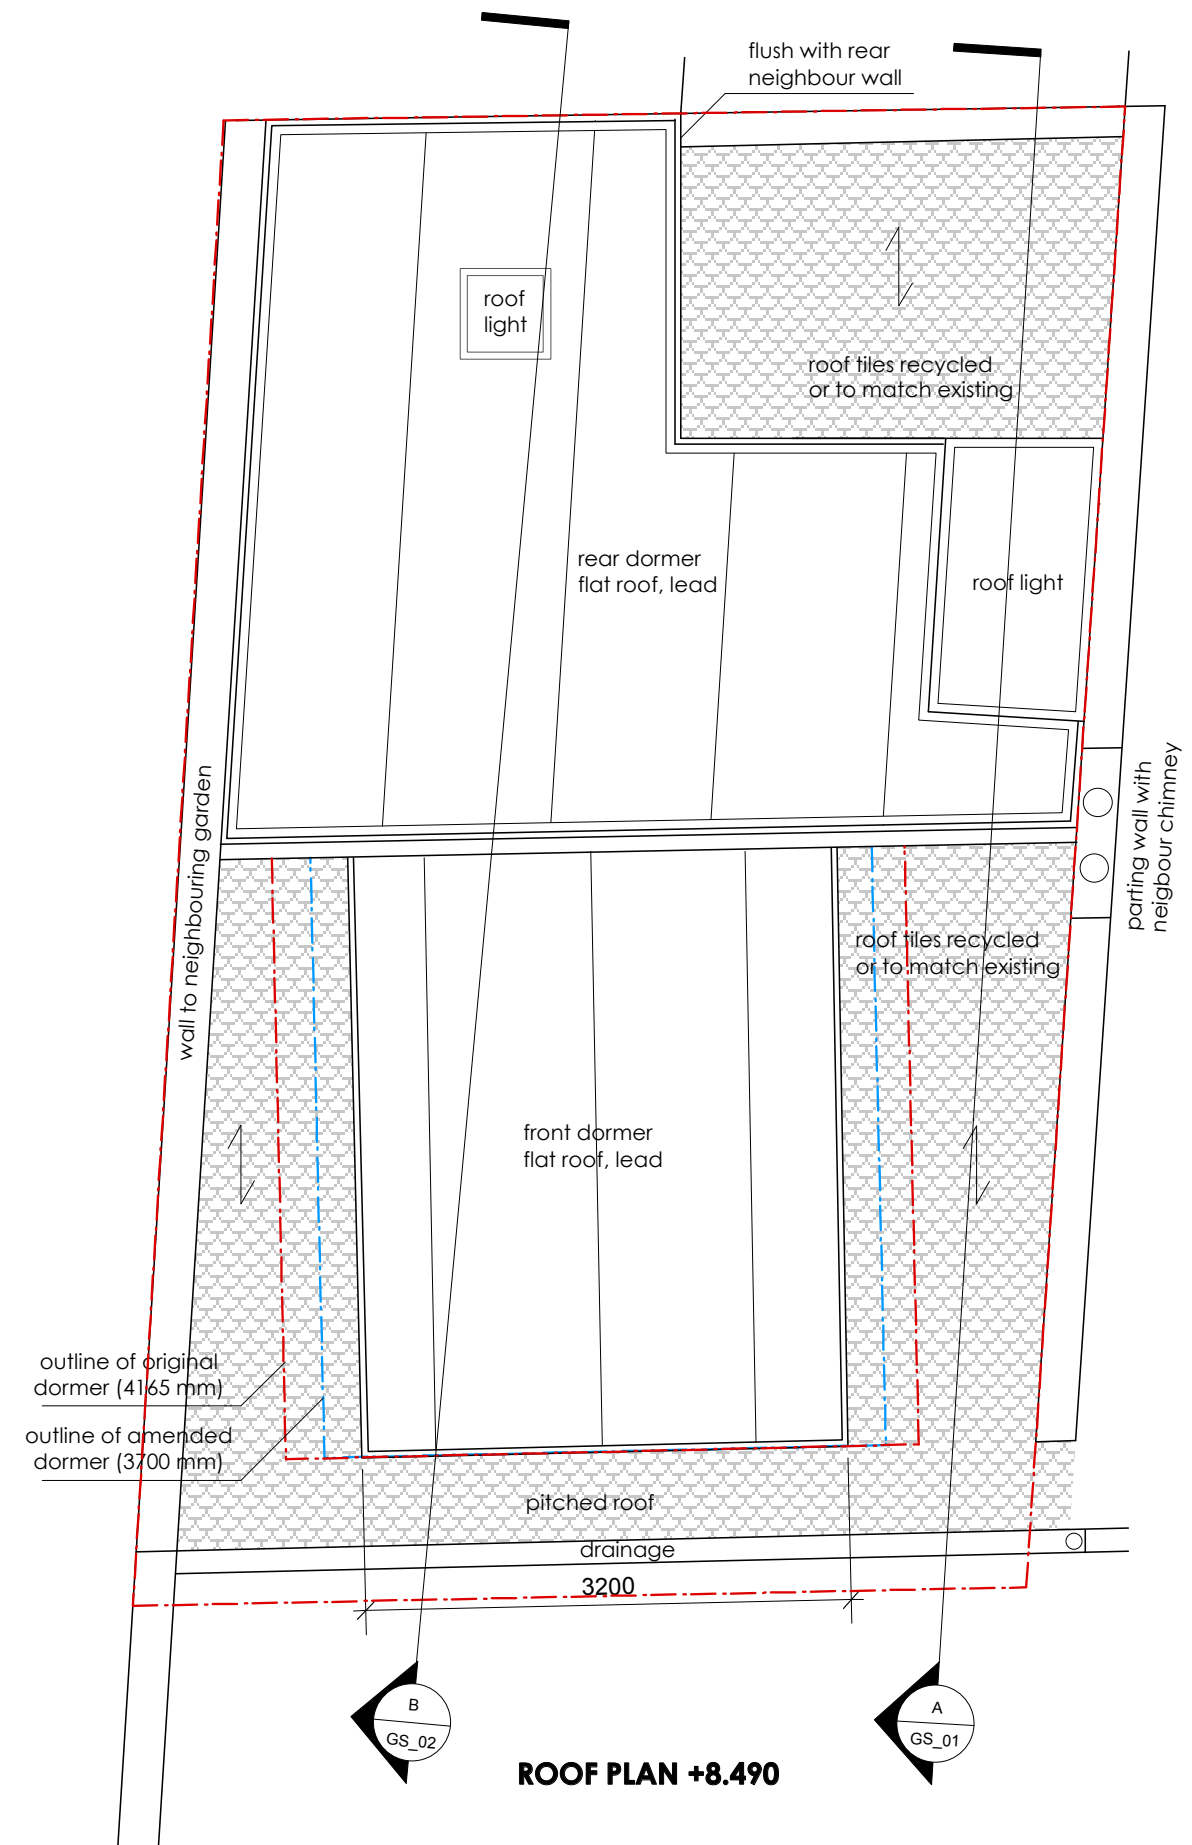 flush with rear
neighbour wall
roof
light
roof tiles recycled
or to match existing
rear dormer
flat roof, lead
roof light
wall to neighbouring garden
parting wall with
neigbour chimney
roof tiles recycled
or to match existing
front dormer
flat roof, lead
outline of original
dormer (4165 mm)
outline of amended
dormer (3700 mm)
pitched roof
drainage
3200
B
GS_02
A
GS_01
ROOF PLAN +8.490